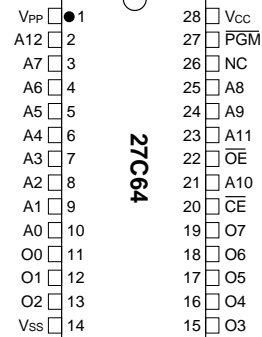 VPP 1 28 VCC
A12 2 27 PGM
A7 3 26 NC
A6 4 25 A8
A5 5 24 A9
A4 6 23 A11
A3 7 22 OE
A2 8 21 A10
A1 9 20 CE
A0 10 19 O7
O0 11 18 O6
O1 12 17 O5
O2 13 16 O4
VSS 14 15 O3
27C64